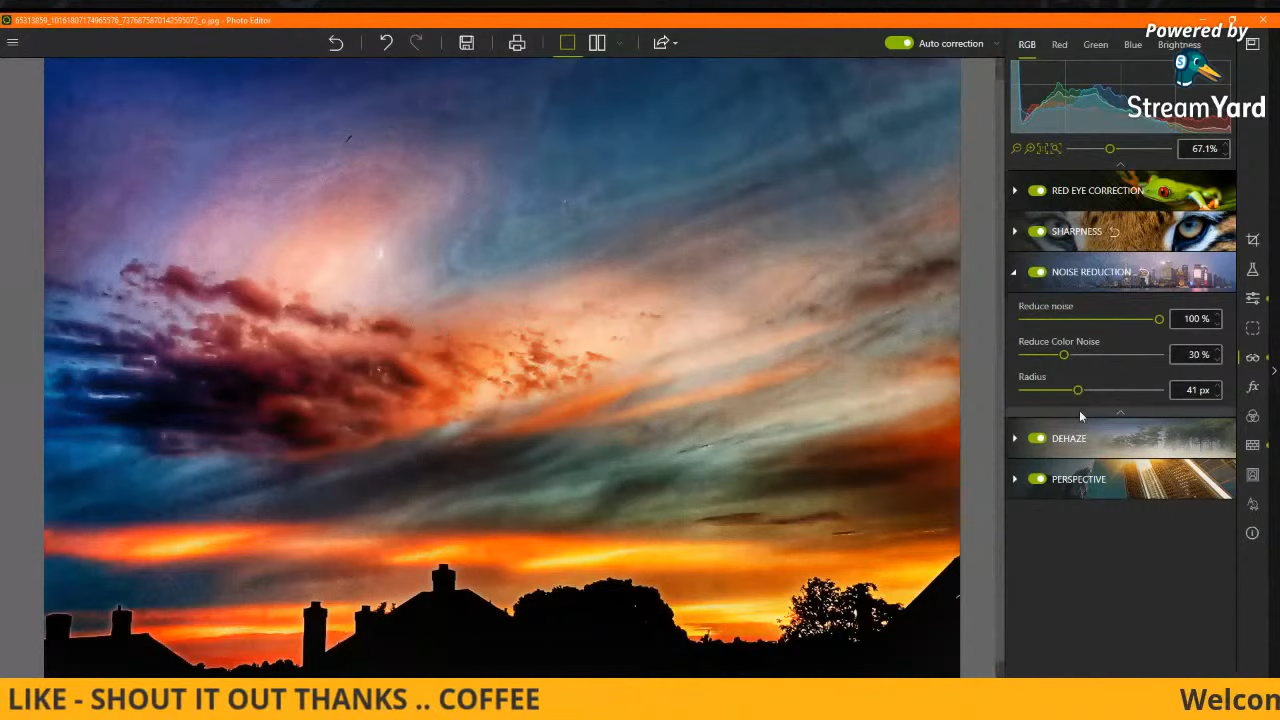 65313859_10161807174965576_7376875870142595072_o.jpg - Photo Editor
Powered by
StreamYard
Auto correction
RGB Red Green Blue Brightness
67.1%
RED EYE CORRECTION
SHARPNESS
NOISE REDUCTION
Reduce noise
100 %
Reduce Color Noise
30 %
Radius
41 px
DEHAZE
PERSPECTIVE
LIKE - SHOUT IT OUT THANKS .. COFFEE
Welcon